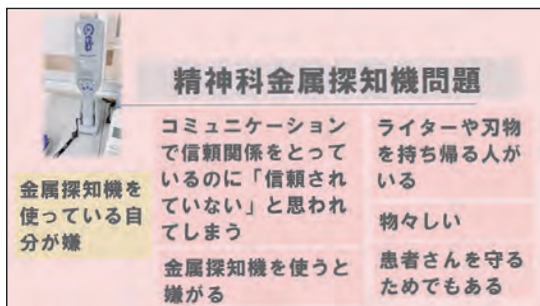 精神科金属探知機問題
金属探知機を
使っている自
分が嫌
コミュニケーション
で信頼関係をとって
いるのに「信頼され
ていない」と思われ
てしまう
金属探知機を使うと
嫌がる
ライターや刃物
を持ち帰る人が
いる
物々しい
患者さんを守る
ためでもある